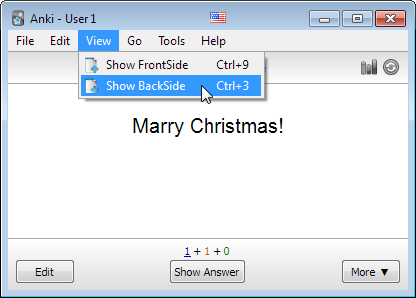 Anki - User 1
File Edit View Go Tools Help
Show FrontSide Ctrl+9
Show BackSide Ctrl+3
Marry Christmas!
1 + 1 + 0
Edit Show Answer More ▼